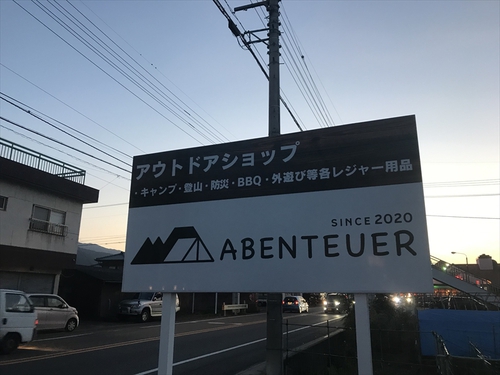 アウトドアショップ
・キャンプ・登山・防災・BBQ・外遊び等各レジャー用品
SINCE 2020
ABENTEUER